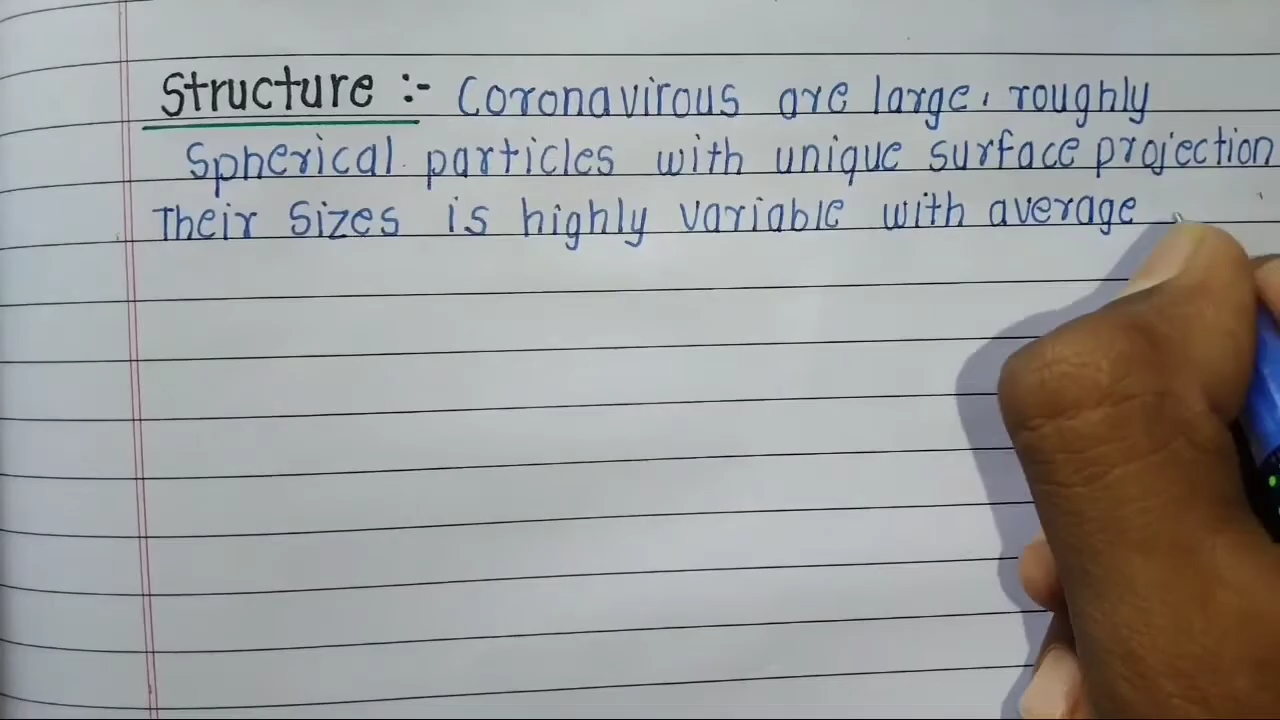 Structure :- Coronavirous are large, roughly
Spherical particles with unique surface projection
Their Sizes is highly variable with average